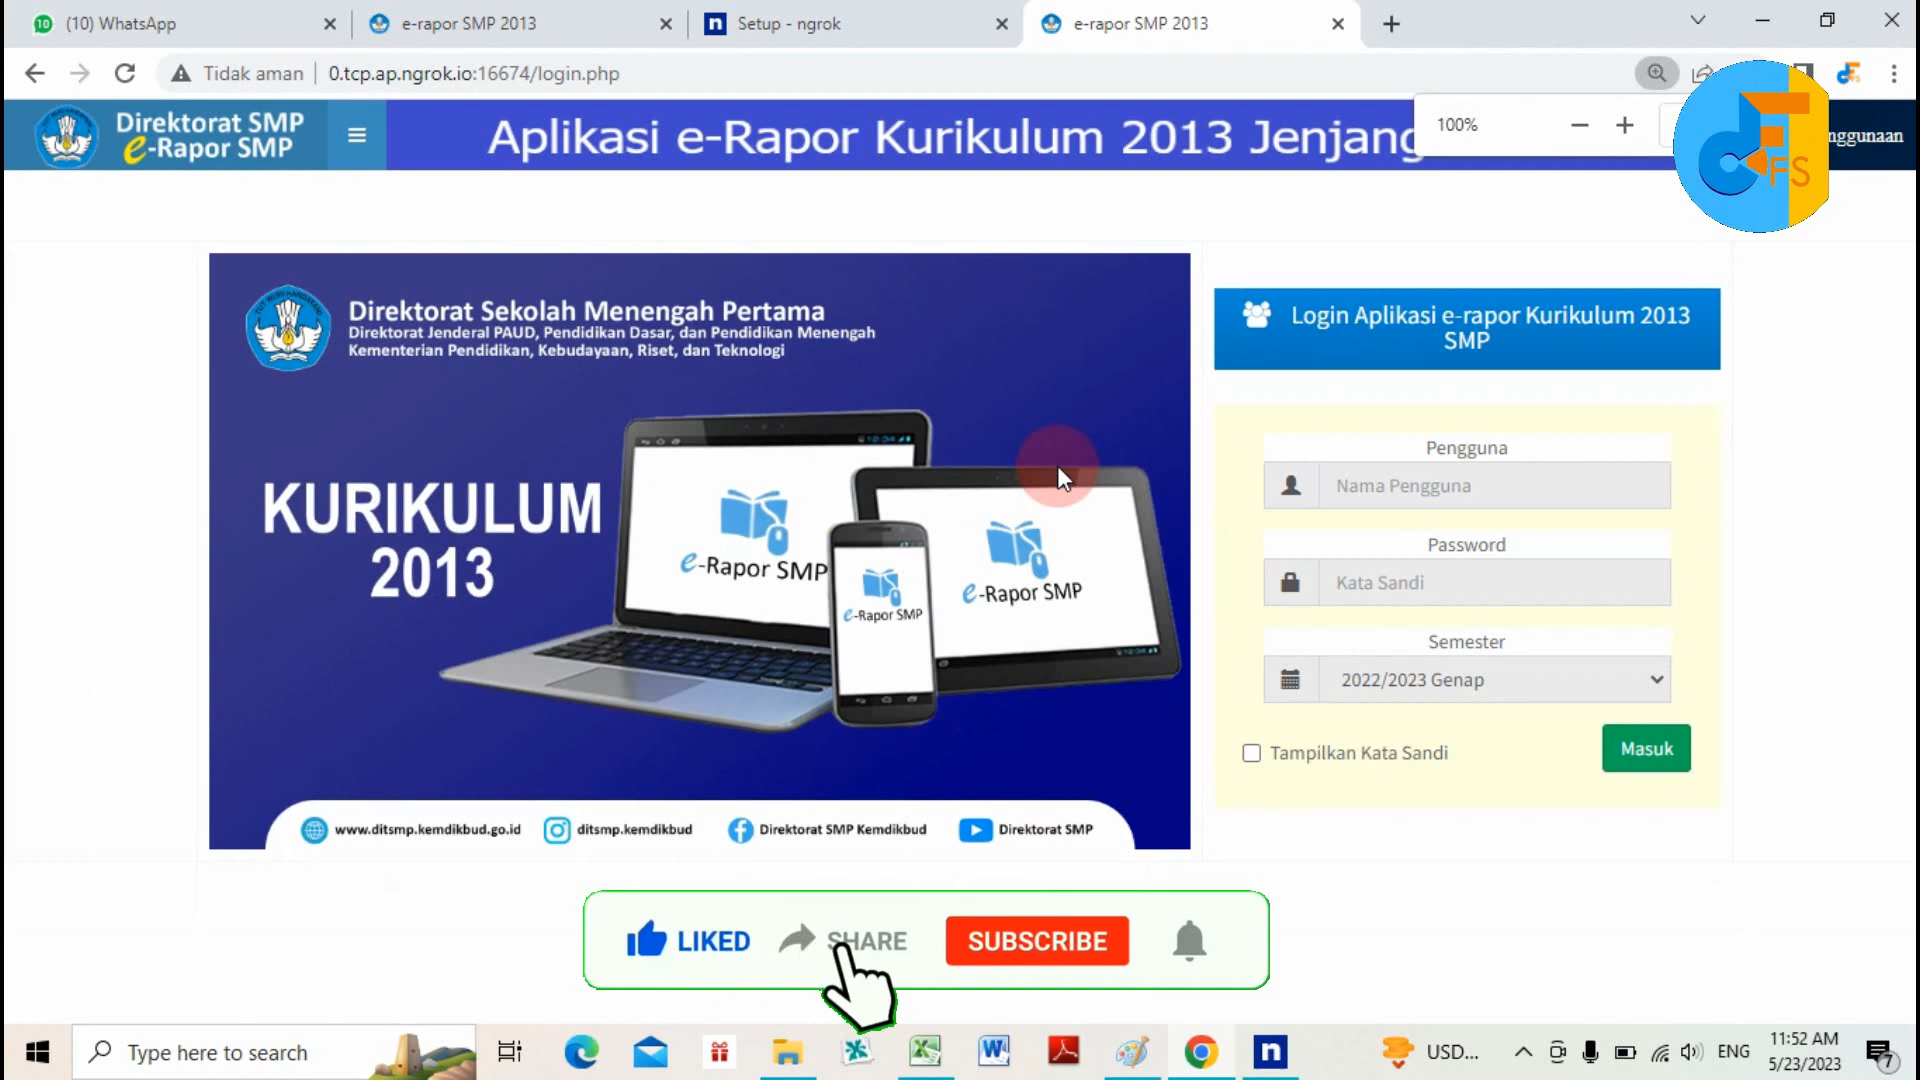 (10) WhatsApp
e-rapor SMP 2013
Setup - ngrok
e-rapor SMP 2013
Tidak aman
0.tcp.ap.ngrok.io:16674/login.php
Direktorat SMP
e-Rapor SMP
Aplikasi e-Rapor Kurikulum 2013 Jenjang
100%
nggunaan
FS
Direktorat Sekolah Menengah Pertama
Direktorat Jenderal PAUD, Pendidikan Dasar, dan Pendidikan Menengah
Kementerian Pendidikan, Kebudayaan, Riset, dan Teknologi
KURIKULUM
2013
e-Rapor SMP
e-Rapor SMP
e-Rapor SMP
www.ditsmp.kemdikbud.go.id
ditsmp.kemdikbud
Direktorat SMP Kemdikbud
Direktorat SMP
Login Aplikasi e-rapor Kurikulum 2013
SMP
Pengguna
Nama Pengguna
Password
Kata Sandi
Semester
2022/2023 Genap
Tampilkan Kata Sandi
Masuk
LIKED
SHARE
SUBSCRIBE
Type here to search
USD...
ENG
11:52 AM
5/23/2023
7